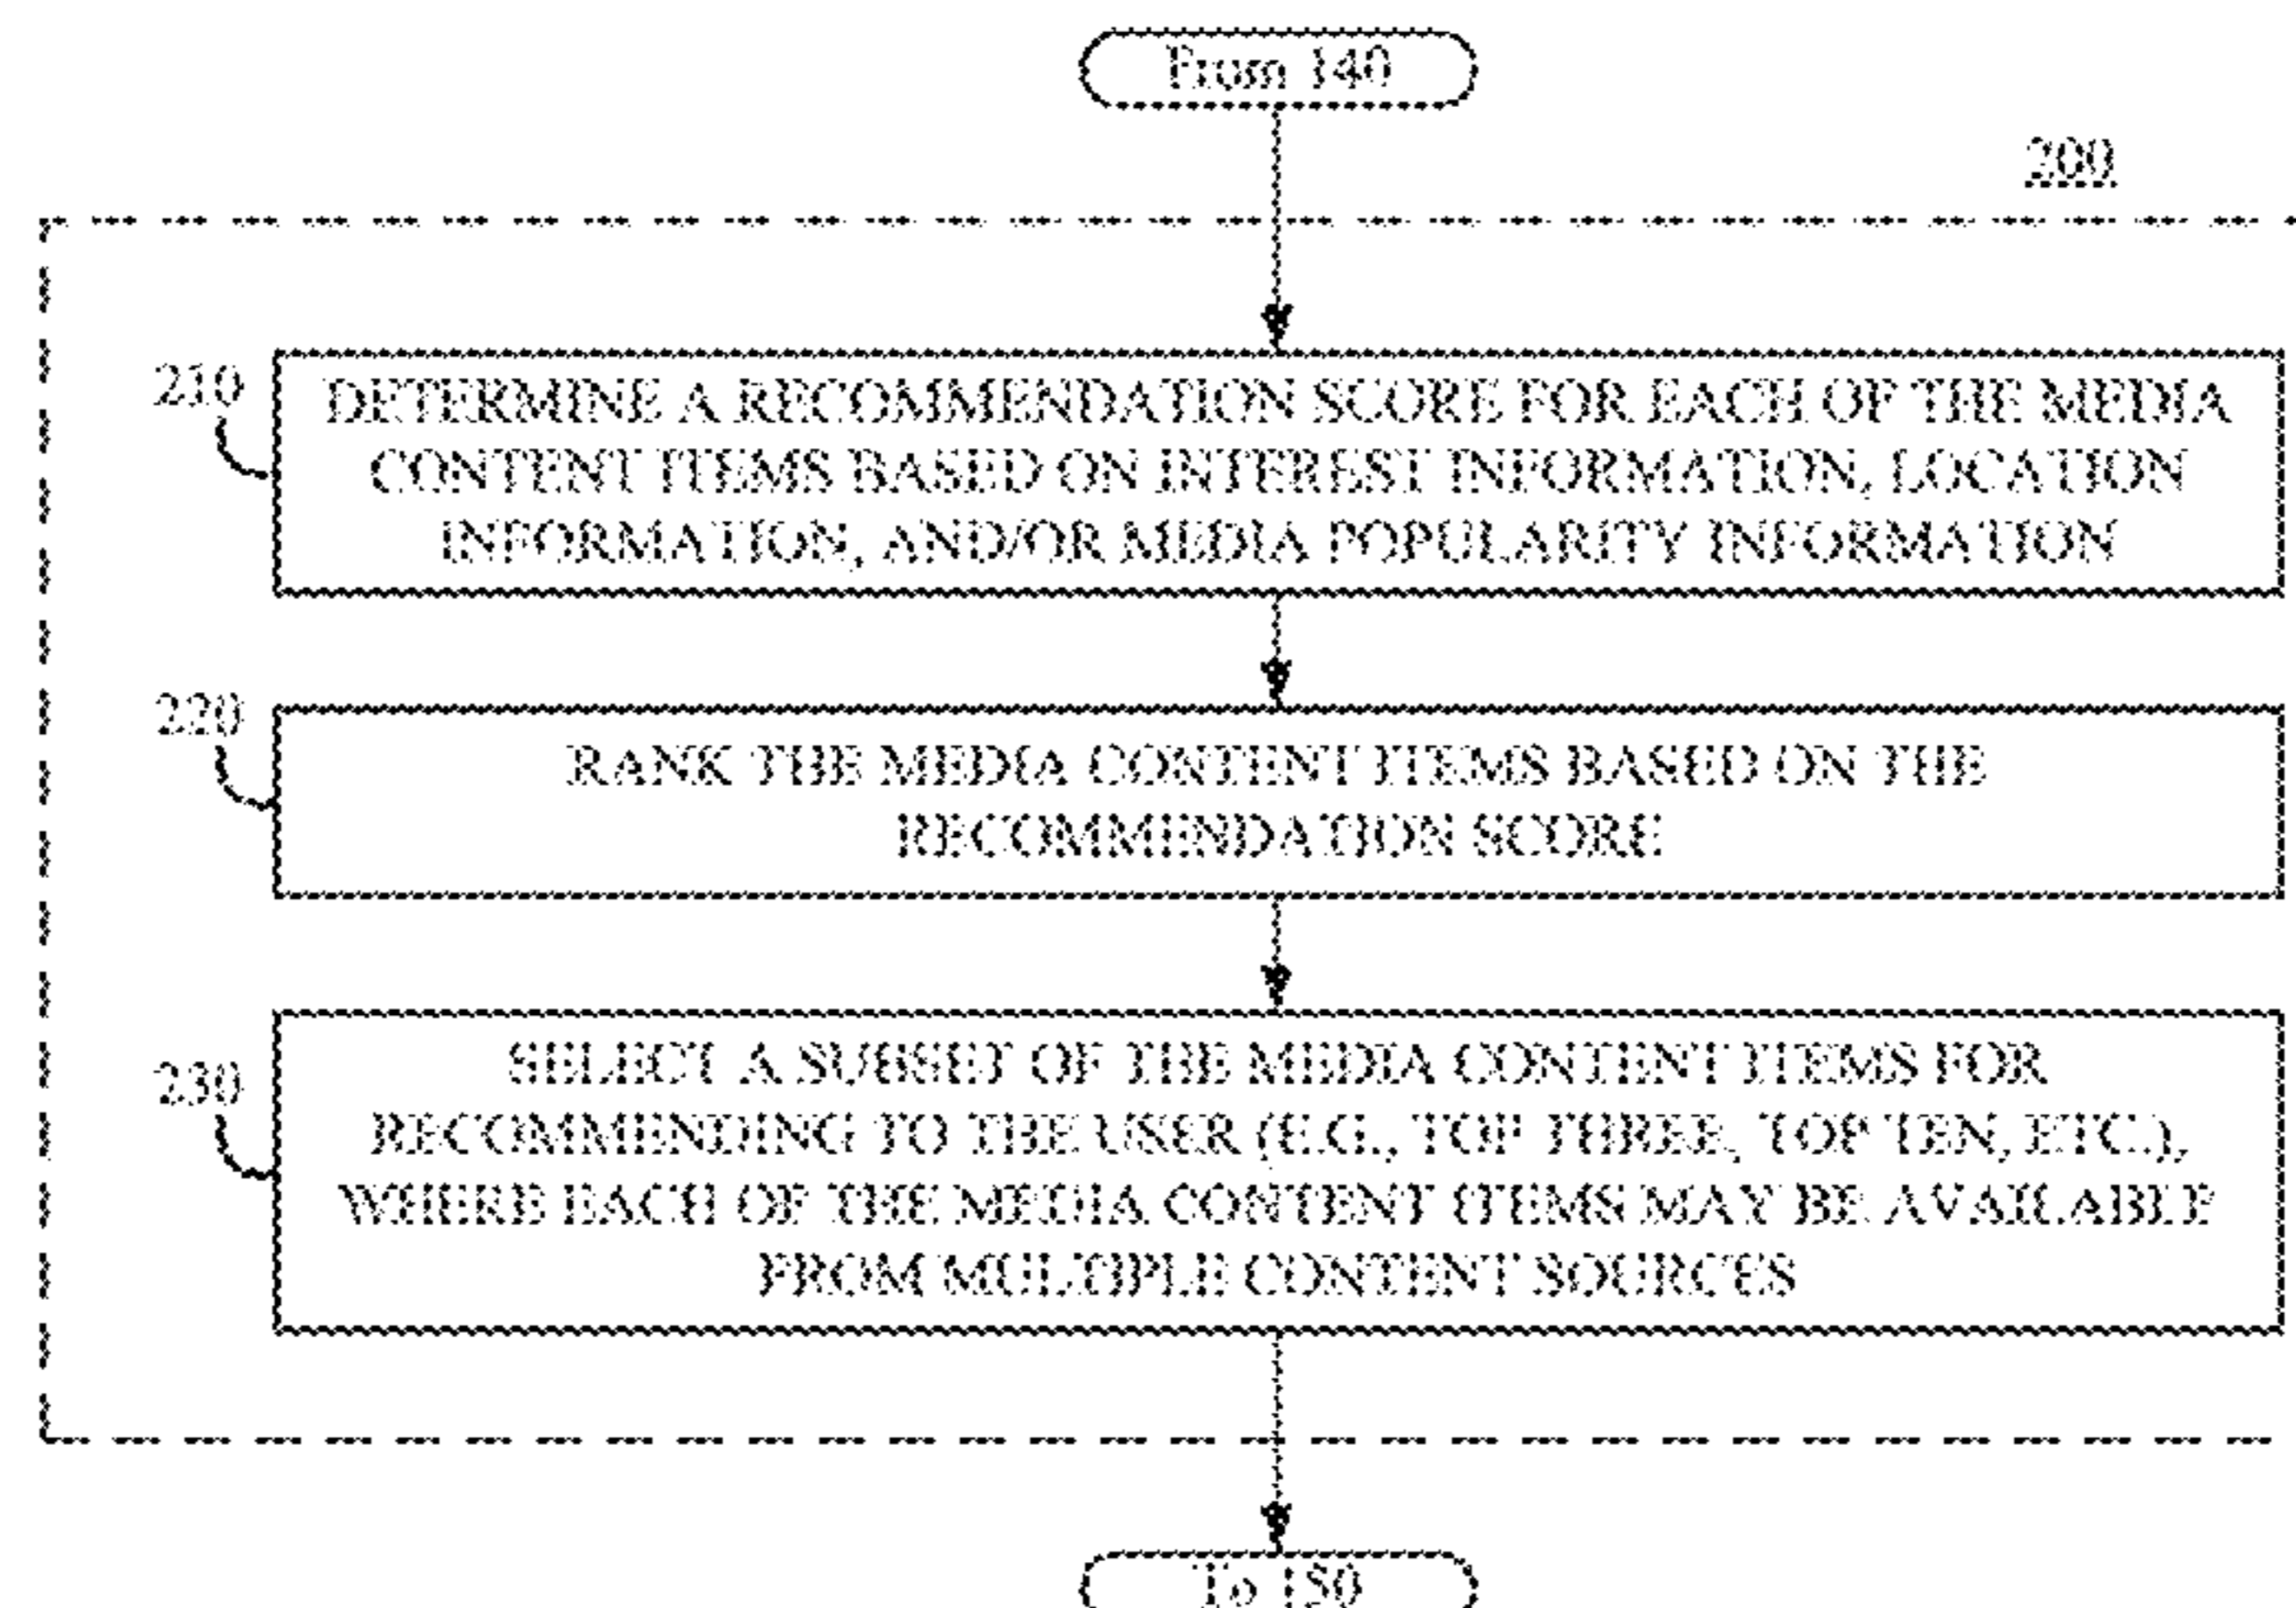 From 140
200
210
DETERMINE A RECOMMENDATION SCORE FOR EACH OF THE MEDIA
CONTENT ITEMS BASED ON INTEREST INFORMATION, LOCATION
INFORMATION, AND/OR MEDIA POPULARITY INFORMATION
220
RANK THE MEDIA CONTENT ITEMS BASED ON THE
RECOMMENDATION SCORE
230
SELECT A SUBSET OF THE MEDIA CONTENT ITEMS FOR
RECOMMENDING TO THE USER (E.G., TOP THREE, TOP TEN, ETC.),
WHERE EACH OF THE MEDIA CONTENT ITEMS MAY BE AVAILABLE
FROM MULTIPLE CONTENT SOURCES
To 150